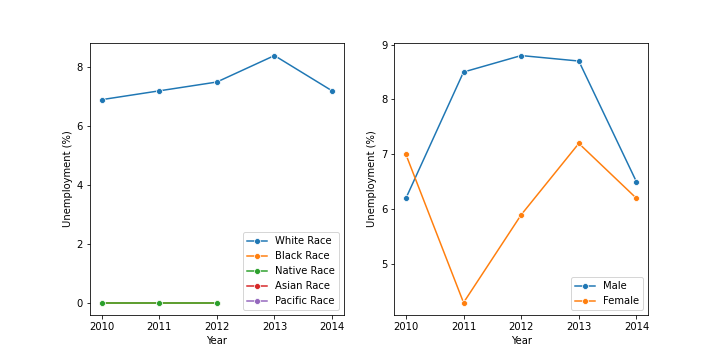 Unemployment (%)
8
6
4
2
0
2010 2011 2012 2013 2014
Year
White Race
Black Race
Native Race
Asian Race
Pacific Race
Unemployment (%)
9
8
7
6
5
2010 2011 2012 2013 2014
Year
Male
Female